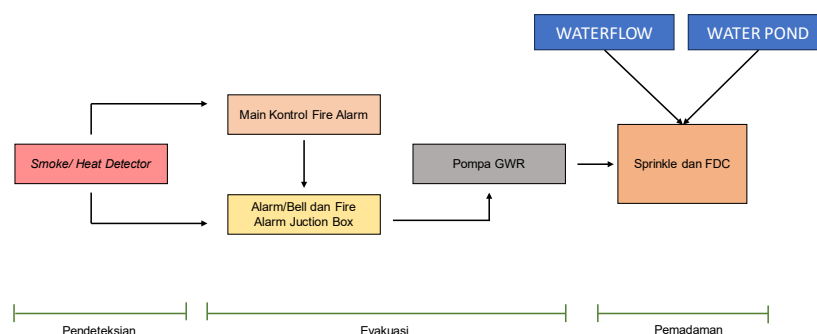 WATERFLOW
WATER POND
Main Kontrol Fire Alarm
Smoke/ Heat Detector
Pompa GWR
Sprinkle dan FDC
Alarm/Bell dan Fire
Alarm Juction Box
Pendeteksian
Evakuasi
Pemadaman